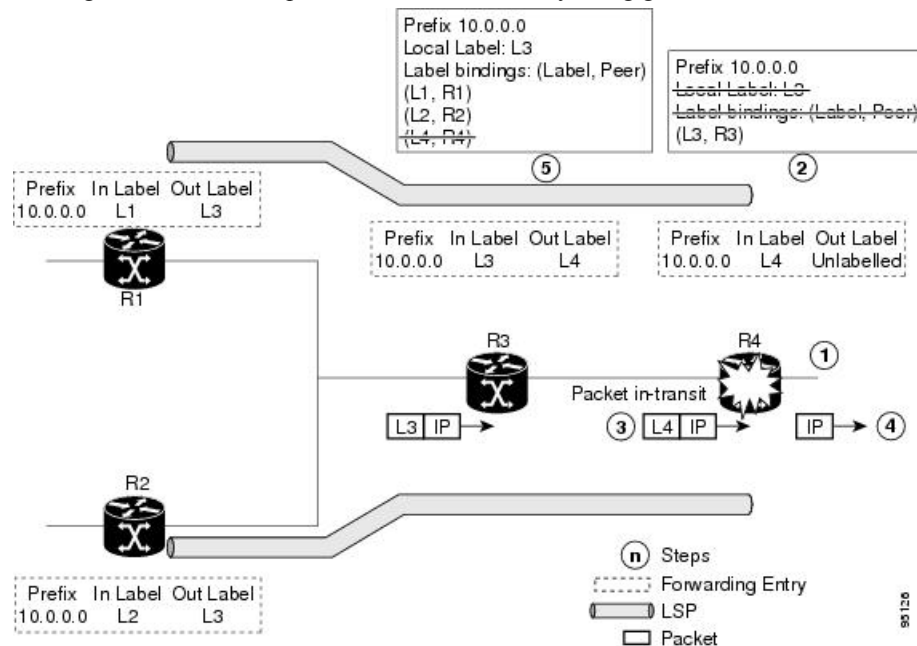 Prefix 10.0.0.0
Local Label: L3
Label bindings: (Label, Peer)
(L1, R1)
(L2, R2)
(L4, R4)
5
Prefix 10.0.0.0
Local Label: L3
Label bindings: (Label, Peer)
(L3, R3)
2
Prefix In Label Out Label
10.0.0.0 L1 L3
R1
Prefix In Label Out Label
10.0.0.0 L3 L4
Prefix In Label Out Label
10.0.0.0 L4 Unlabelled
R3
R4
1
Packet in-transit
L3 IP
3 L4 IP
IP 4
R2
Prefix In Label Out Label
10.0.0.0 L2 L3
n Steps
Forwarding Entry
LSP
Packet